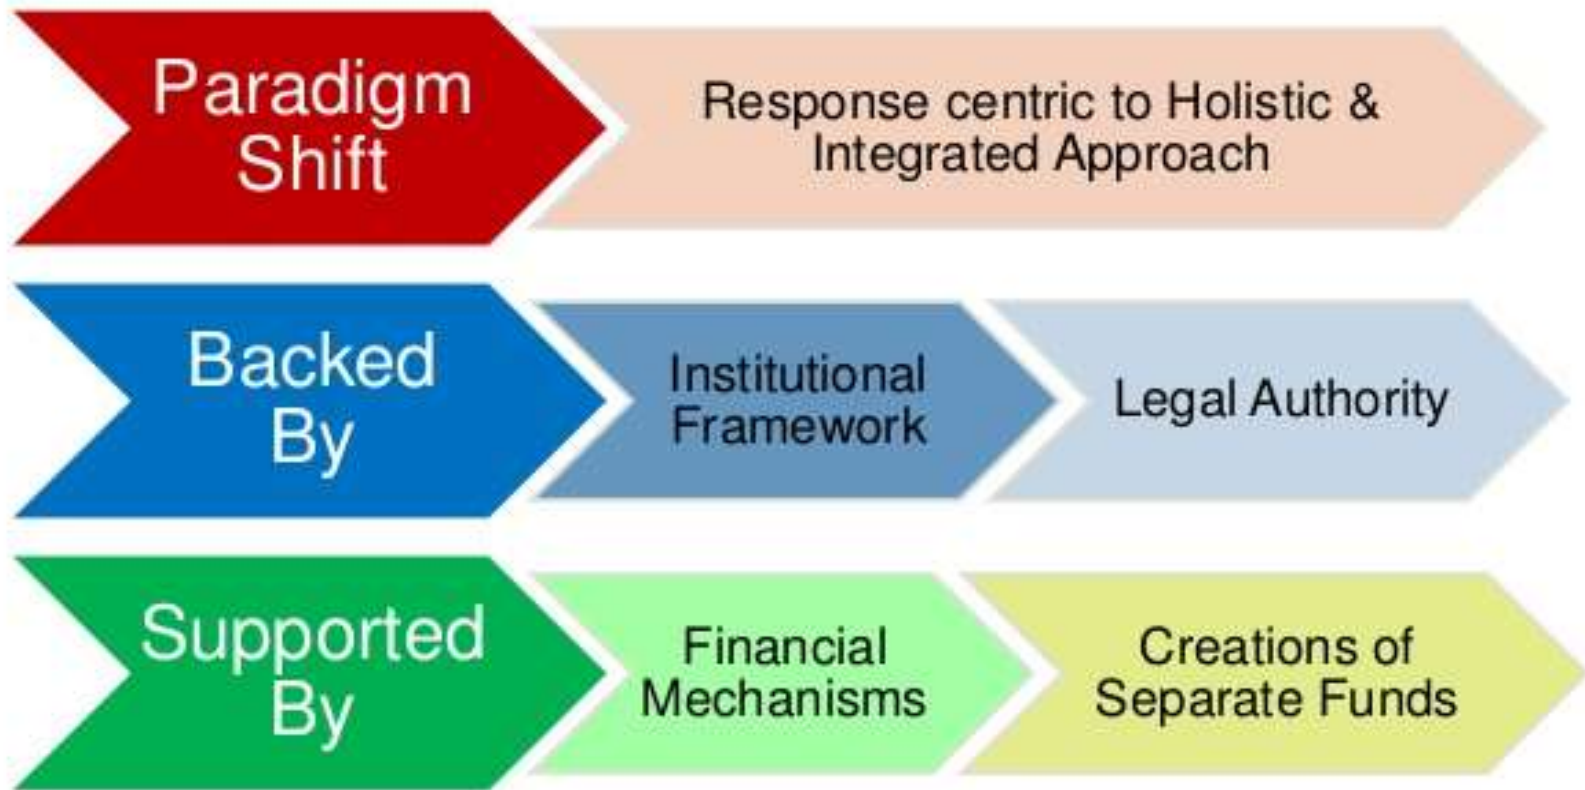 Paradigm
Shift
Response centric to Holistic &
Integrated Approach
Backed
By
Institutional
Framework
Legal Authority
Supported
By
Financial
Mechanisms
Creations of
Separate Funds